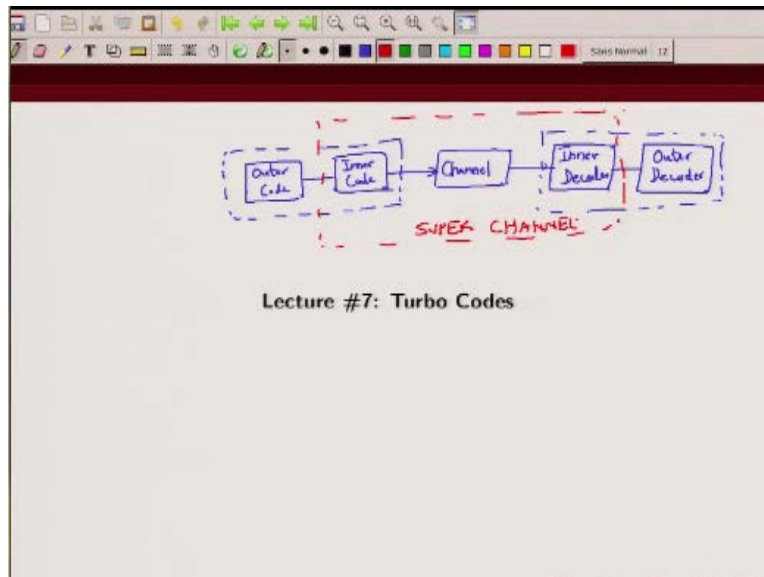 T
Sans Normal 12
Outer Code
Inner Code
Channel
Inner Decoder
Outer Decoder
SUPER CHANNEL
Lecture #7: Turbo Codes